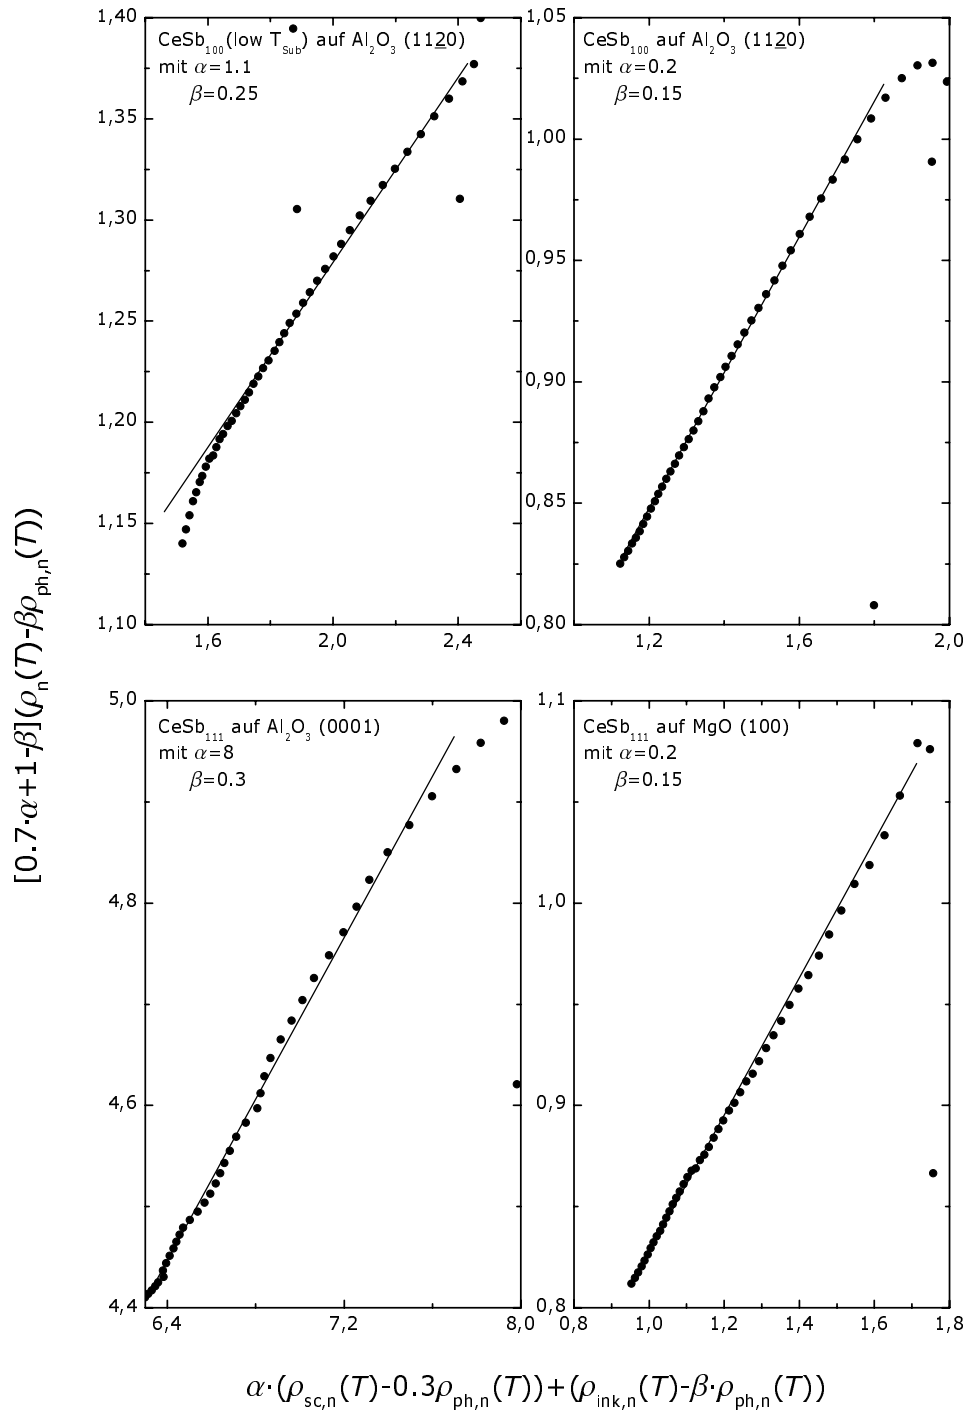 1,40
1,35
1,30
1,25
1,20
1,15
1,10
CeSb100(low TSub) auf Al2O3 (1120)
mit α=1.1
β=0.25
1,6
2,0
2,4
1,05
1,00
0,95
0,90
0,85
0,80
CeSb100 auf Al2O3 (1120)
mit α=0.2
β=0.15
1,2
1,6
2,0
5,0
4,8
4,6
4,4
CeSb111 auf Al2O3 (0001)
mit α=8
β=0.3
6,4
7,2
8,0
1,1
1,0
0,9
0,8
CeSb111 auf MgO (100)
mit α=0.2
β=0.15
0,8
1,0
1,2
1,4
1,6
1,8
[0.7·α+1-β](ρn(T)-βρph,n(T))
α·(ρsc,n(T)-0.3ρph,n(T))+(ρink,n(T)-β·ρph,n(T))